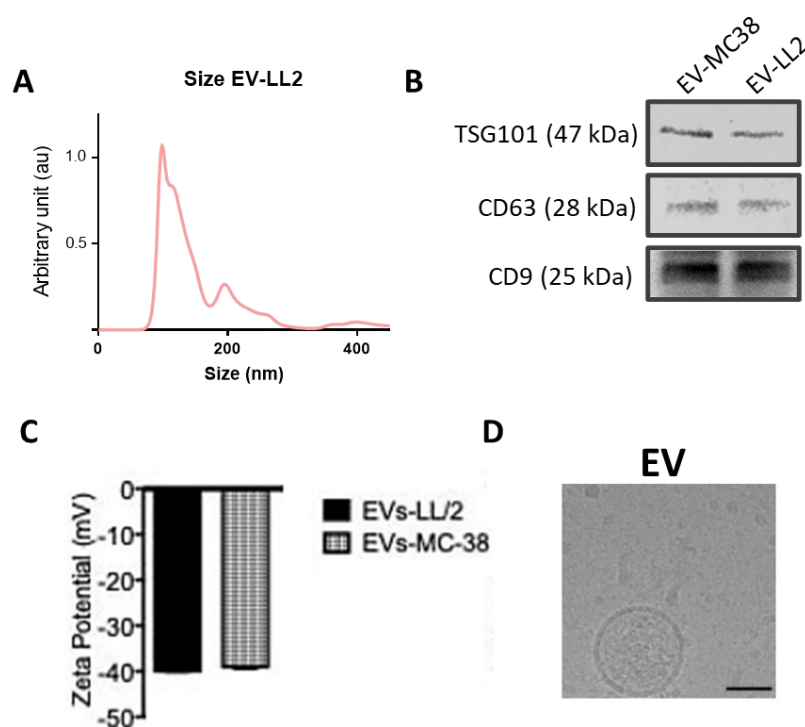 A
Size EV-LL2
Arbitrary unit (au)
1.0
0.5
0
200
400
Size (nm)
B
EV-MC38
EV-LL2
TSG101 (47 kDa)
CD63 (28 kDa)
CD9 (25 kDa)
C
Zeta Potential (mV)
0
-10
-20
-30
-40
-50
EVs-LL/2
EVs-MC-38
D
EV